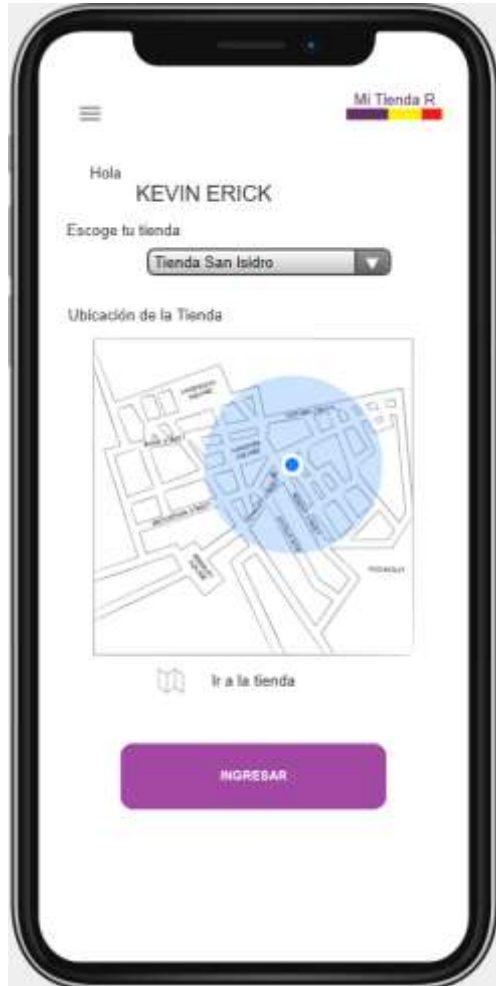 Mi Tienda R
Hola
KEVIN ERICK
Escoge tu tienda
Tienda San Isidro
Ubicación de la Tienda
Ir a la tienda
INGRESAR